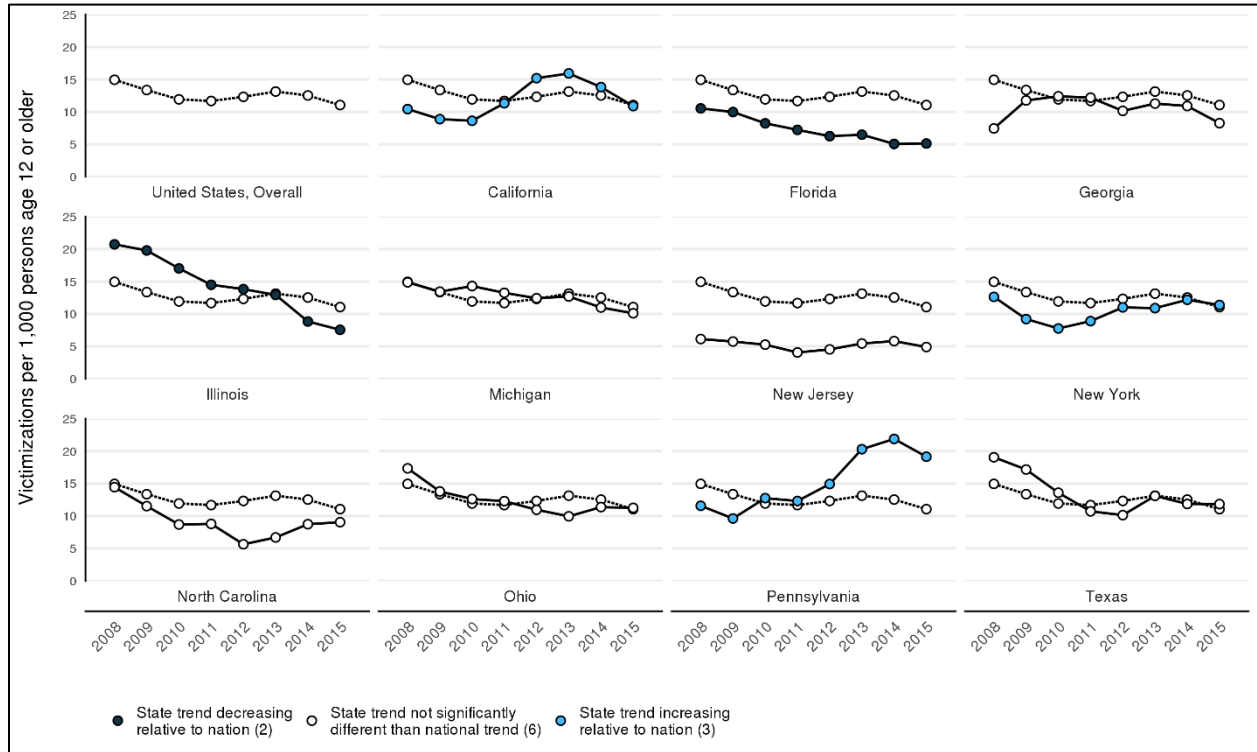 Victimizations per 1,000 persons age 12 or older
25
20
15
10
5
0
United States, Overall
California
Florida
Georgia
25
20
15
10
5
0
Illinois
Michigan
New Jersey
New York
25
20
15
10
5
0
North Carolina
Ohio
Pennsylvania
Texas
2008 2009 2010 2011 2012 2013 2014 2015
2008 2009 2010 2011 2012 2013 2014 2015
2008 2009 2010 2011 2012 2013 2014 2015
2008 2009 2010 2011 2012 2013 2014 2015
State trend decreasing
relative to nation (2)
State trend not significantly
different than national trend (6)
State trend increasing
relative to nation (3)